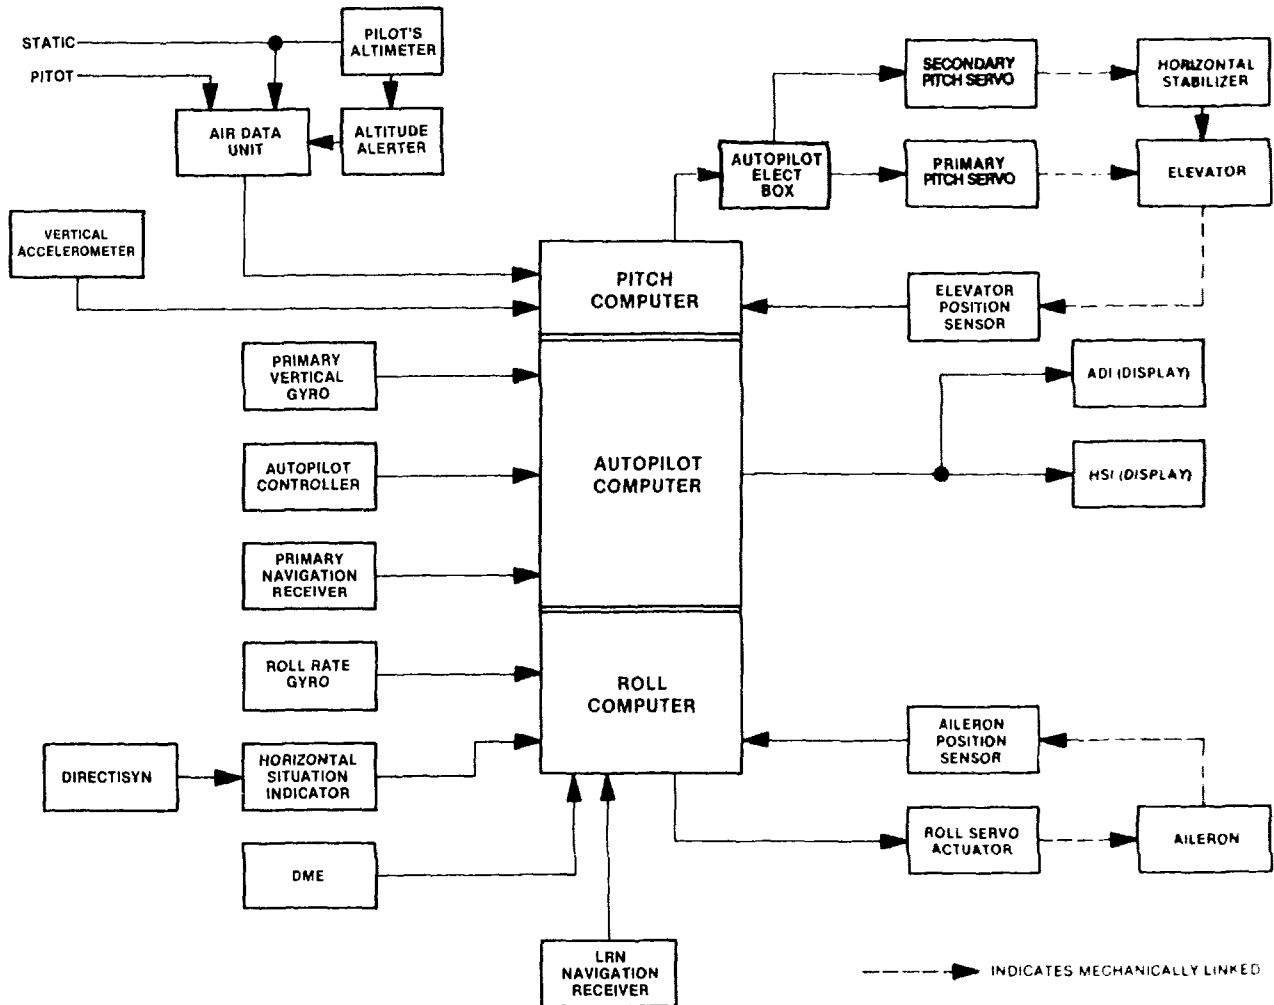 STATIC
PITOT
PILOT'S
ALTIMETER
AIR DATA
UNIT
ALTITUDE
ALERTER
SECONDARY
PITCH SERVO
HORIZONTAL
STABILIZER
AUTOPILOT
ELECT
BOX
PRIMARY
PITCH SERVO
ELEVATOR
VERTICAL
ACCELEROMETER
PITCH
COMPUTER
ELEVATOR
POSITION
SENSOR
PRIMARY
VERTICAL
GYRO
ADI (DISPLAY)
AUTOPILOT
CONTROLLER
AUTOPILOT
COMPUTER
HSI (DISPLAY)
PRIMARY
NAVIGATION
RECEIVER
ROLL RATE
GYRO
ROLL
COMPUTER
AILERON
POSITION
SENSOR
DIRECTISYN
HORIZONTAL
SITUATION
INDICATOR
ROLL SERVO
ACTUATOR
AILERON
DME
LRN
NAVIGATION
RECEIVER
INDICATES MECHANICALLY LINKED